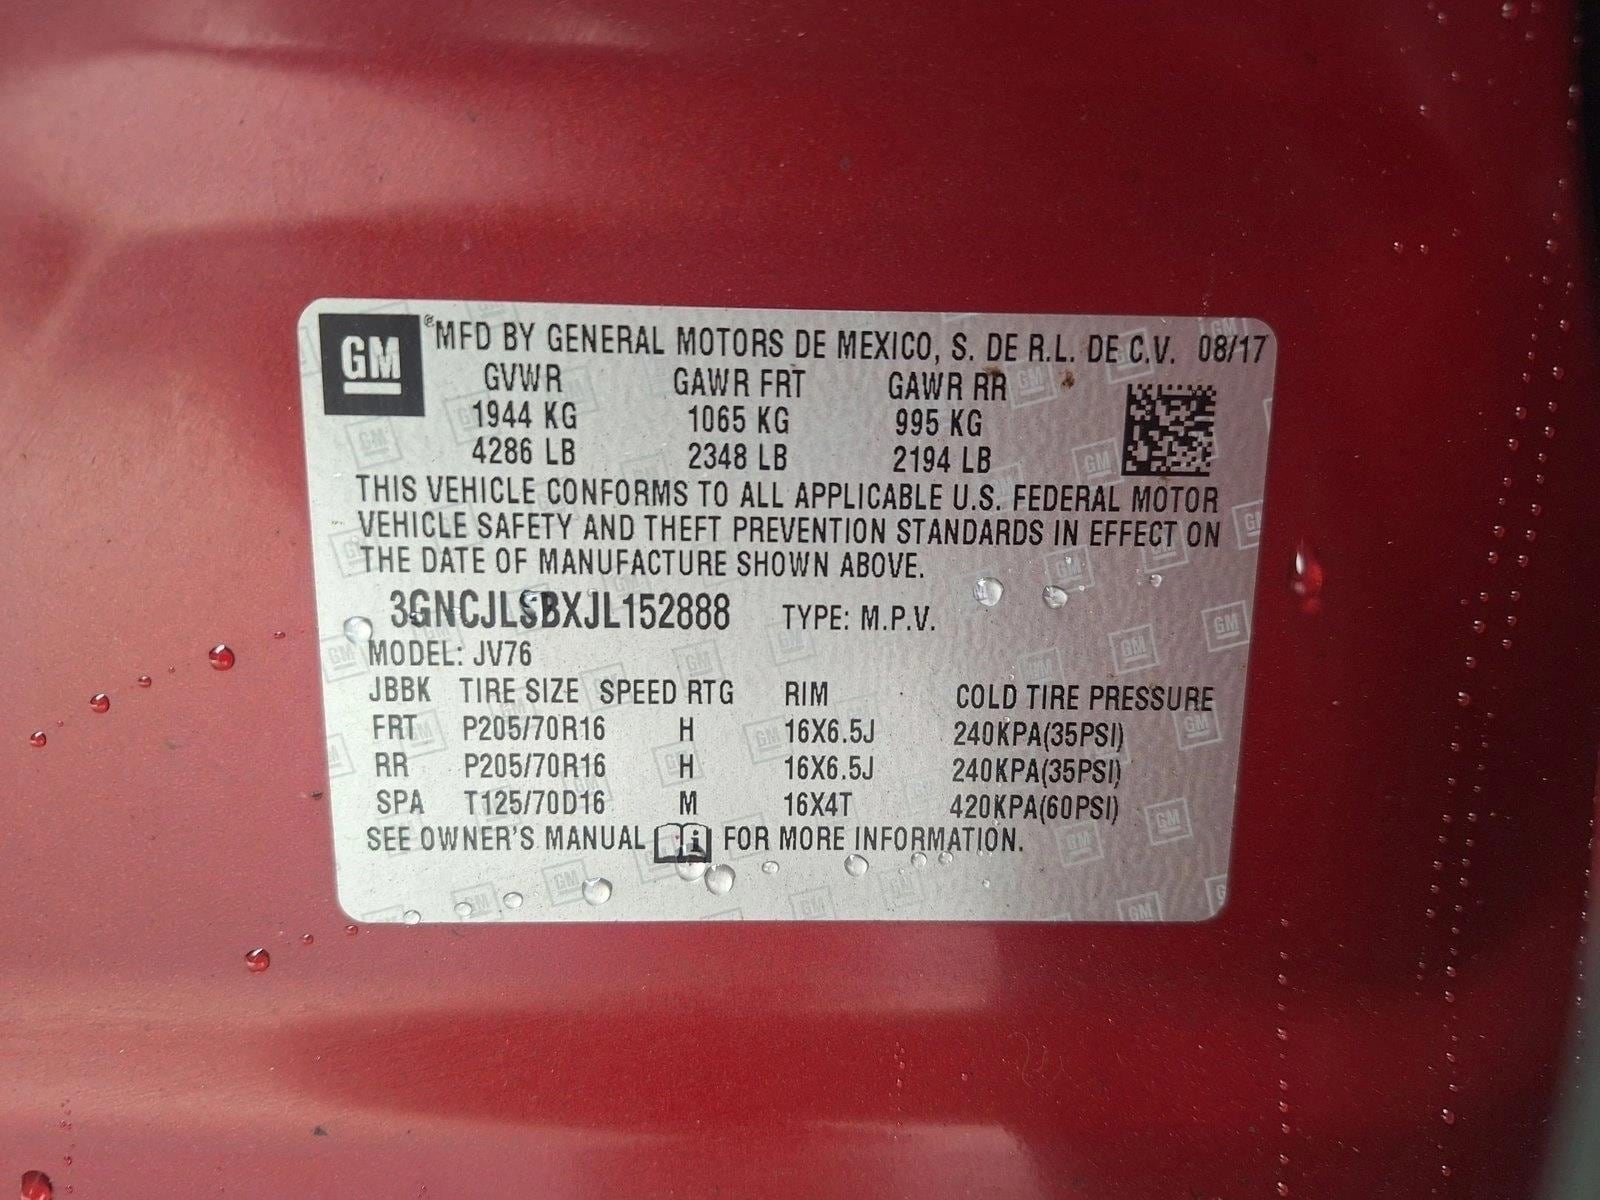 GM ® MFD BY GENERAL MOTORS DE MEXICO, S. DE R.L. DE C.V. 08/17
GVWR GAWR FRT GAWR RR
1944 KG 1065 KG 995 KG
4286 LB 2348 LB 2194 LB
THIS VEHICLE CONFORMS TO ALL APPLICABLE U.S. FEDERAL MOTOR
VEHICLE SAFETY AND THEFT PREVENTION STANDARDS IN EFFECT ON
THE DATE OF MANUFACTURE SHOWN ABOVE.
3GNCJLSBXJL152888 TYPE: M.P.V.
MODEL: JV76
JBBK TIRE SIZE SPEED RTG RIM COLD TIRE PRESSURE
FRT P205/70R16 H 16X6.5J 240KPA(35PSI)
RR P205/70R16 H 16X6.5J 240KPA(35PSI)
SPA T125/70D16 M 16X4T 420KPA(60PSI)
SEE OWNER'S MANUAL i FOR MORE INFORMATION.